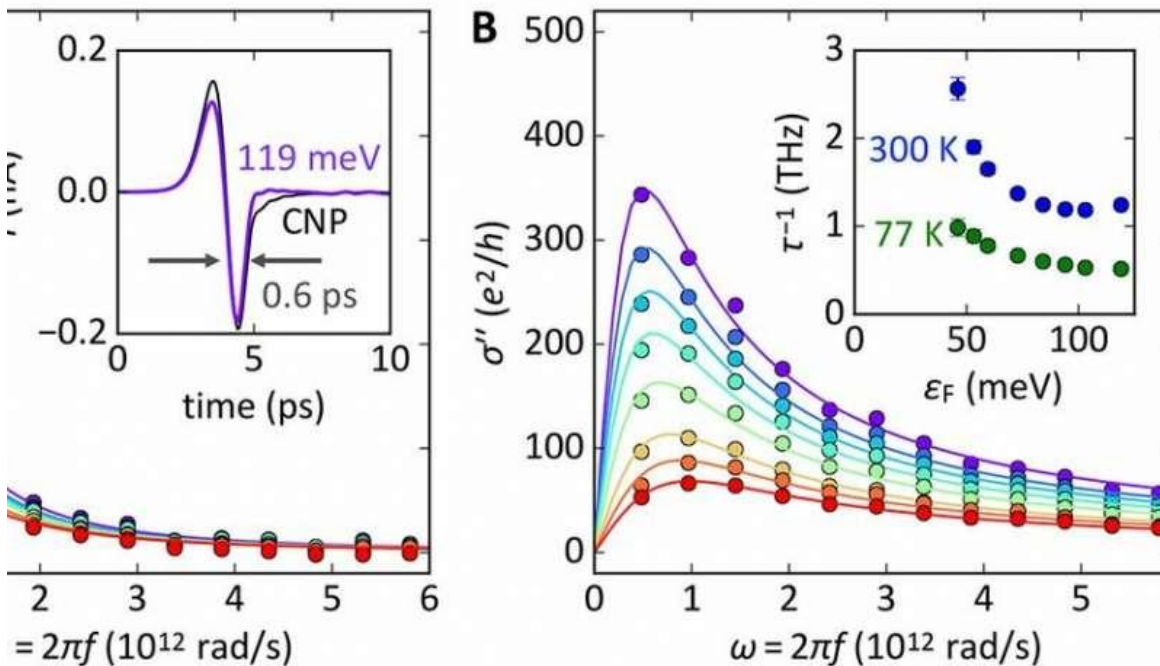 0.2
0.0
−0.2
119 meV
CNP
0.6 ps
0
5
10
time (ps)
2
3
4
5
6
= 2πf (10¹² rad/s)
B
500
400
300
200
100
0
σ'' (e²/h)
0
1
2
3
4
5
ω = 2πf (10¹² rad/s)
3
2
1
0
τ⁻¹ (THz)
300 K
77 K
0
50
100
εF (meV)